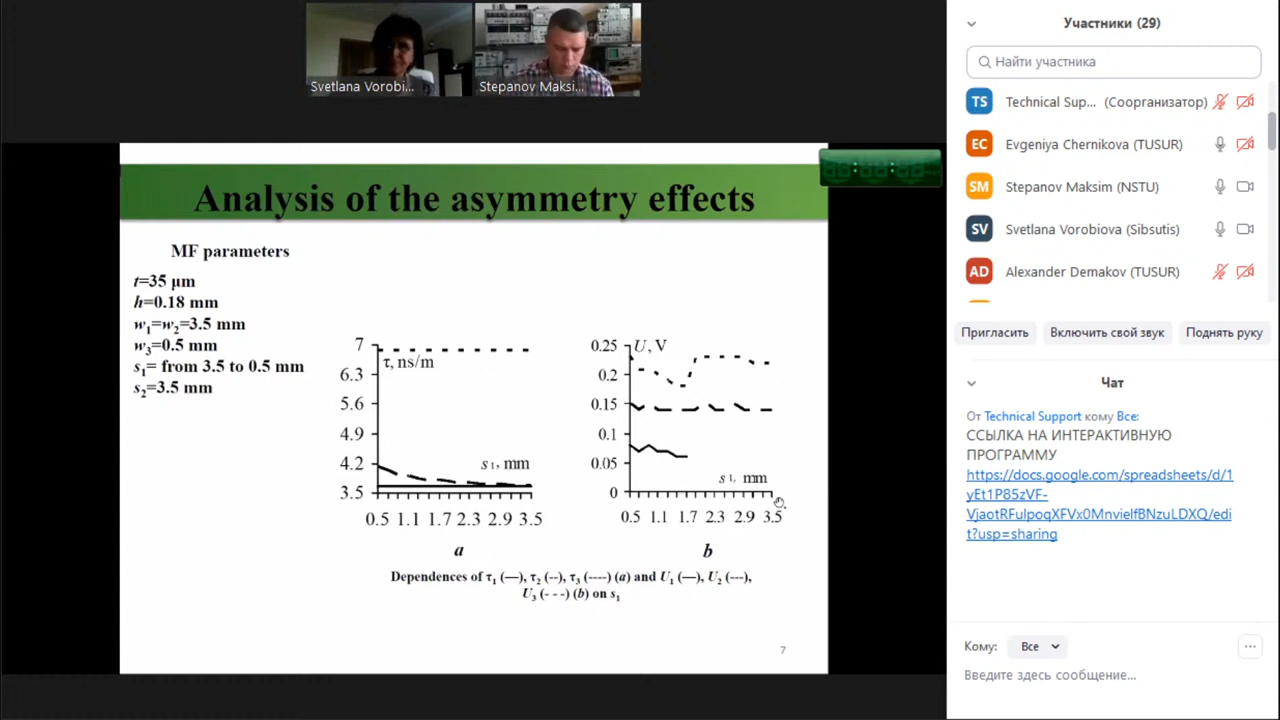 Svetlana Vorobi...
Stepanov Maksi...
Analysis of the asymmetry effects
MF parameters
t=35 μm
h=0.18 mm
w1=w2=3.5 mm
w3=0.5 mm
s1= from 3.5 to 0.5 mm
s2=3.5 mm
7
6.3
5.6
4.9
4.2
3.5
τ, ns/m
s1, mm
0.5 1.1 1.7 2.3 2.9 3.5
a
0.25
0.2
0.15
0.1
0.05
0
U, V
s1, mm
0.5 1.1 1.7 2.3 2.9 3.5
b
Dependences of τ1 (—), τ2 (--), τ3 (----) (a) and U1 (—), U2 (---),
U3 (- - -) (b) on s1
7
Участники (29)
Найти участника
TS Technical Sup... (Соорганизатор)
EC Evgeniya Chernikova (TUSUR)
SM Stepanov Maksim (NSTU)
SV Svetlana Vorobiova (Sibsutis)
AD Alexander Demakov (TUSUR)
Пригласить Включить свой звук Поднять руку
Чат
От Technical Support кому Все:
ССЫЛКА НА ИНТЕРАКТИВНУЮ
ПРОГРАММУ
https://docs.google.com/spreadsheets/d/1
yEt1P85zVF-
VjaotRFulpoqXFVx0MnvielfBNzuLDXQ/edi
t?usp=sharing
Кому: Все
Введите здесь сообщение...